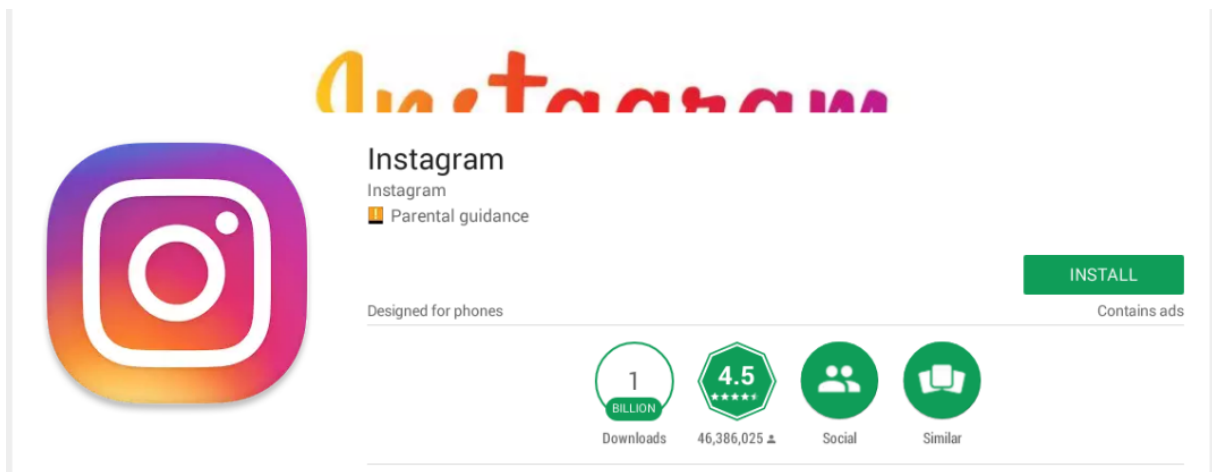 Instagram
Instagram
Instagram
Parental guidance
INSTALL
Designed for phones
Contains ads
1
BILLION
4.5
Downloads
46,386,025
Social
Similar